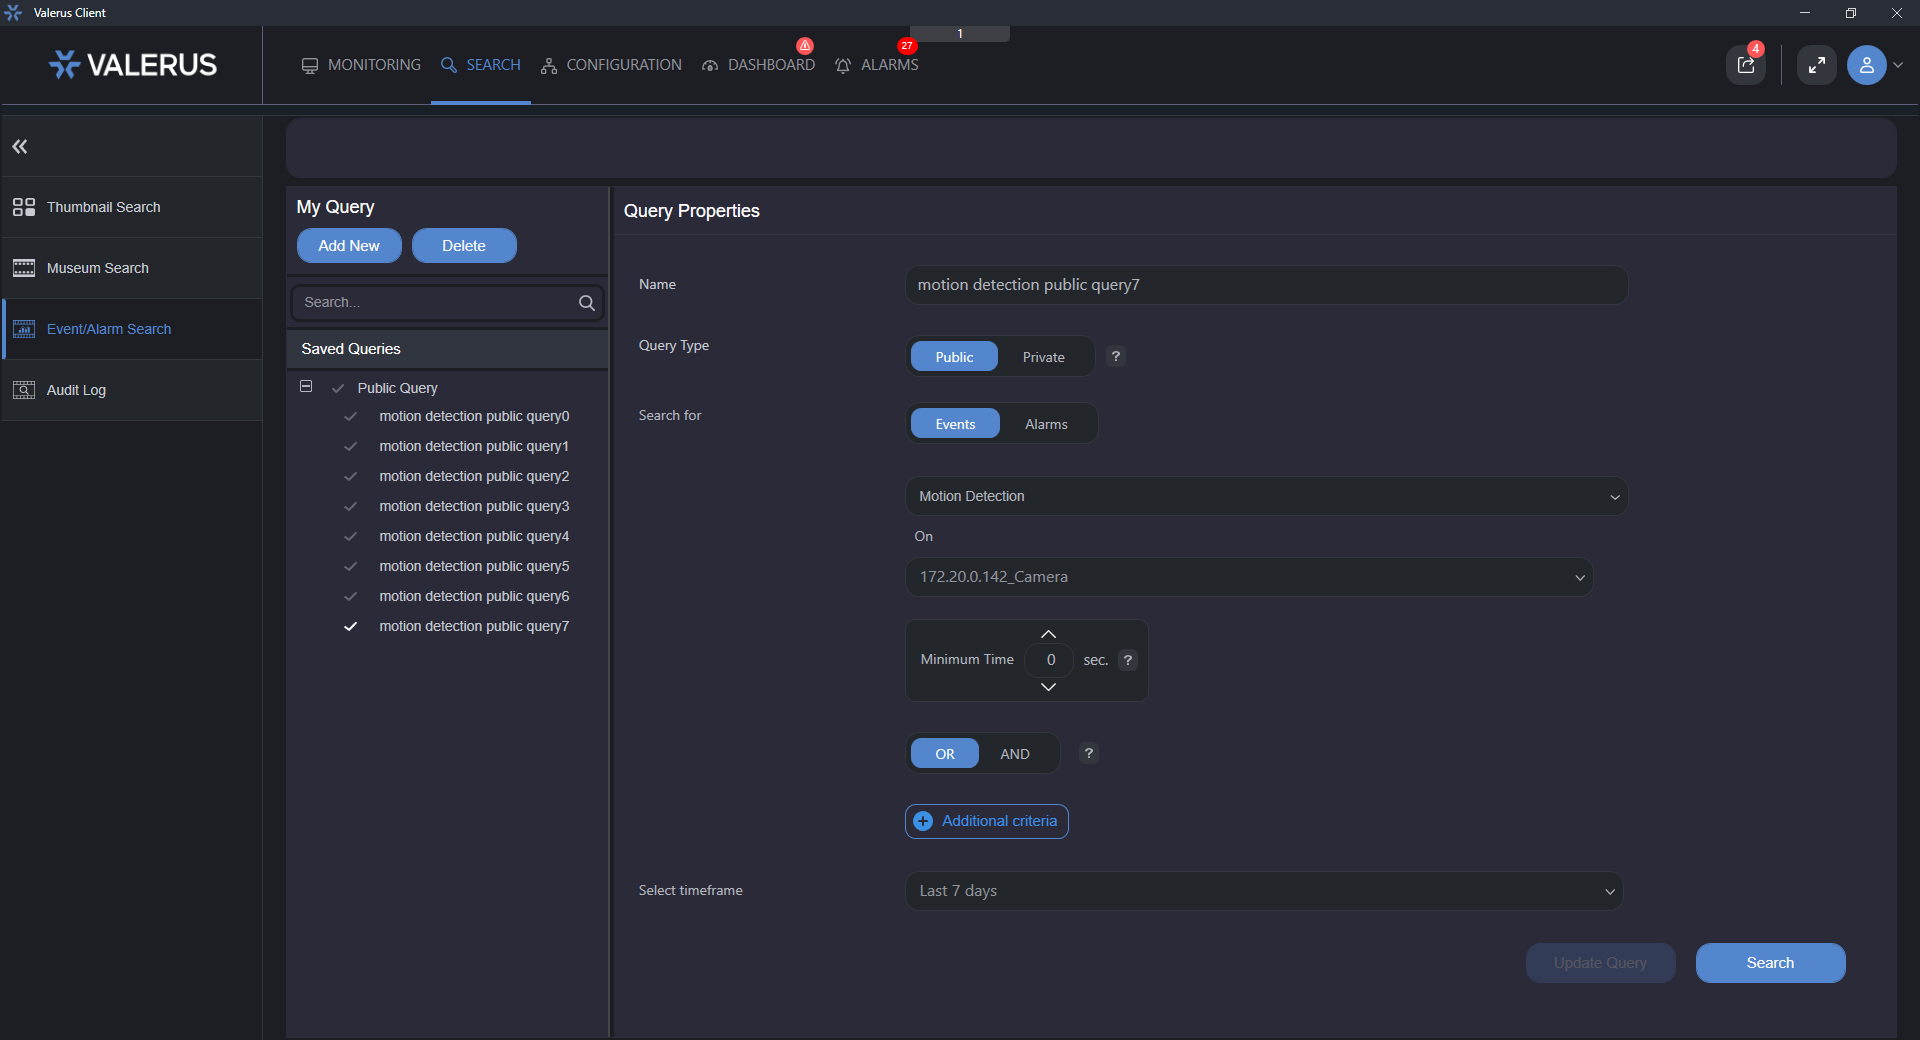 Valerus Client
1
VALERUS
MONITORING
SEARCH
CONFIGURATION
DASHBOARD
27
ALARMS
4
Thumbnail Search
Museum Search
Event/Alarm Search
Audit Log
My Query
Add New
Delete
Search...
Saved Queries
Public Query
motion detection public query0
motion detection public query1
motion detection public query2
motion detection public query3
motion detection public query4
motion detection public query5
motion detection public query6
motion detection public query7
Query Properties
Name
motion detection public query7
Query Type
Public
Private
?
Search for
Events
Alarms
Motion Detection
On
172.20.0.142_Camera
Minimum Time
0
sec.
?
OR
AND
?
Additional criteria
Select timeframe
Last 7 days
Update Query
Search